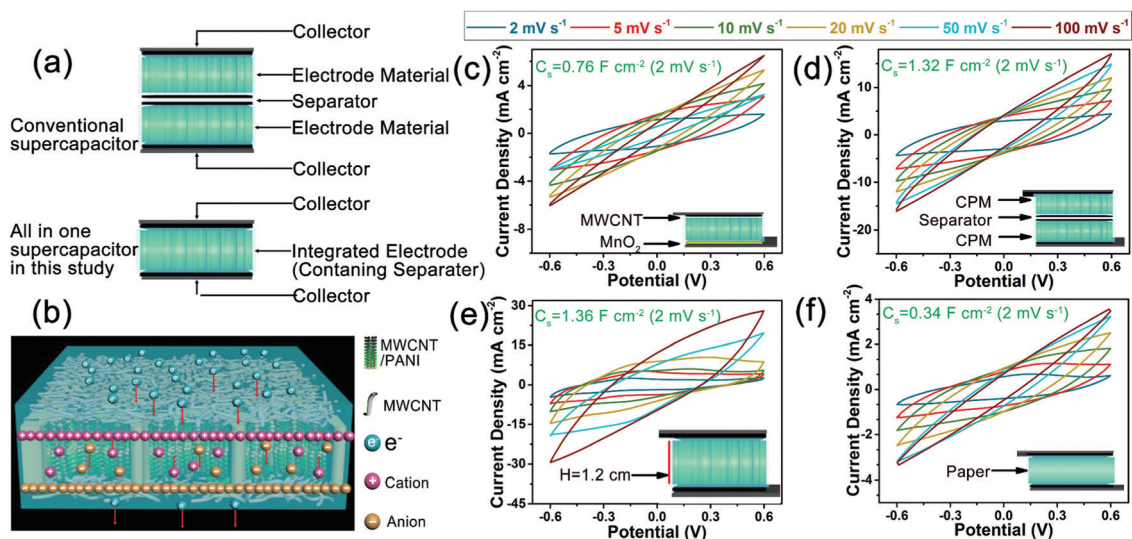 2 mV s⁻¹ 5 mV s⁻¹ 10 mV s⁻¹ 20 mV s⁻¹ 50 mV s⁻¹ 100 mV s⁻¹
(a)
Collector
Electrode Material
Separator
Electrode Material
Conventional
supercapacitor
Collector
Collector
All in one
supercapacitor
in this study
Integrated Electrode
(Contaning Separater)
Collector
(b)
MWCNT
/PANI
MWCNT
e⁻
Cation
Anion
(c)
Cₛ=0.76 F cm⁻² (2 mV s⁻¹)
Current Density (mA cm⁻²)
8
4
0
-4
-8
MWCNT
MnO₂
-0.6 -0.3 0.0 0.3 0.6
Potential (V)
(d)
Cₛ=1.32 F cm⁻² (2 mV s⁻¹)
Current Density (mA cm⁻²)
10
0
-10
-20
CPM
Separator
CPM
-0.6 -0.3 0.0 0.3 0.6
Potential (V)
(e)
Cₛ=1.36 F cm⁻² (2 mV s⁻¹)
Current Density (mA cm⁻²)
30
15
0
-15
-30
-45
H=1.2 cm
-0.6 -0.3 0.0 0.3 0.6
Potential (V)
(f)
Cₛ=0.34 F cm⁻² (2 mV s⁻¹)
Current Density (mA cm⁻²)
4
2
0
-2
-4
Paper
-0.6 -0.3 0.0 0.3 0.6
Potential (V)